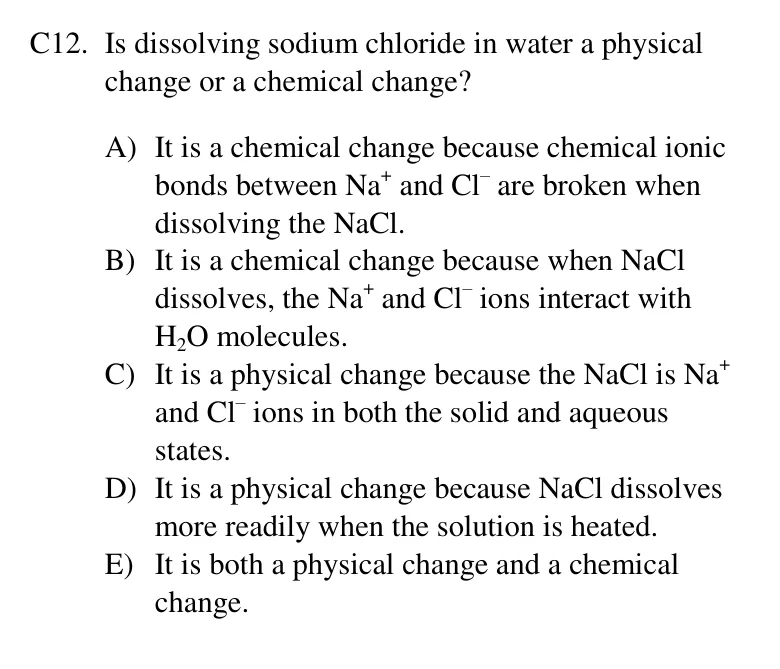 C12. Is dissolving sodium chloride in water a physical
change or a chemical change?
A) It is a chemical change because chemical ionic
bonds between Na⁺ and Cl⁻ are broken when
dissolving the NaCl.
B) It is a chemical change because when NaCl
dissolves, the Na⁺ and Cl⁻ ions interact with
H₂O molecules.
C) It is a physical change because the NaCl is Na⁺
and Cl⁻ ions in both the solid and aqueous
states.
D) It is a physical change because NaCl dissolves
more readily when the solution is heated.
E) It is both a physical change and a chemical
change.